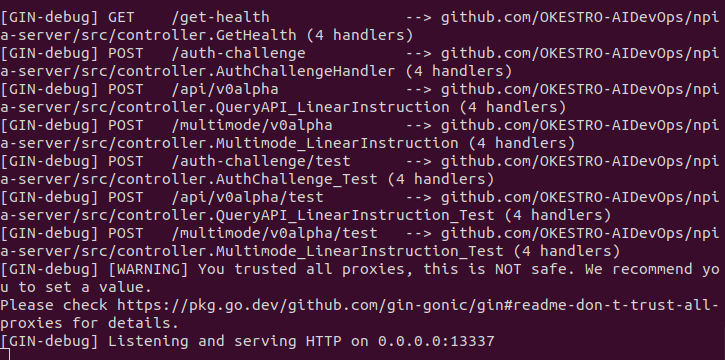 [GIN-debug] GET    /get-health               --> github.com/OKESTRO-AIDevOps/npi
a-server/src/controller.GetHealth (4 handlers)
[GIN-debug] POST   /auth-challenge           --> github.com/OKESTRO-AIDevOps/npi
a-server/src/controller.AuthChallengeHandler (4 handlers)
[GIN-debug] POST   /api/v0alpha              --> github.com/OKESTRO-AIDevOps/npi
a-server/src/controller.QueryAPI_LinearInstruction (4 handlers)
[GIN-debug] POST   /multimode/v0alpha        --> github.com/OKESTRO-AIDevOps/npi
a-server/src/controller.Multimode_LinearInstruction (4 handlers)
[GIN-debug] POST   /auth-challenge/test      --> github.com/OKESTRO-AIDevOps/npi
a-server/src/controller.AuthChallenge_Test (4 handlers)
[GIN-debug] POST   /api/v0alpha/test         --> github.com/OKESTRO-AIDevOps/npi
a-server/src/controller.QueryAPI_LinearInstruction_Test (4 handlers)
[GIN-debug] POST   /multimode/v0alpha/test   --> github.com/OKESTRO-AIDevOps/npi
a-server/src/controller.Multimode_LinearInstruction_Test (4 handlers)
[GIN-debug] [WARNING] You trusted all proxies, this is NOT safe. We recommend yo
u to set a value.
Please check https://pkg.go.dev/github.com/gin-gonic/gin#readme-don-t-trust-all-
proxies for details.
[GIN-debug] Listening and serving HTTP on 0.0.0.0:13337